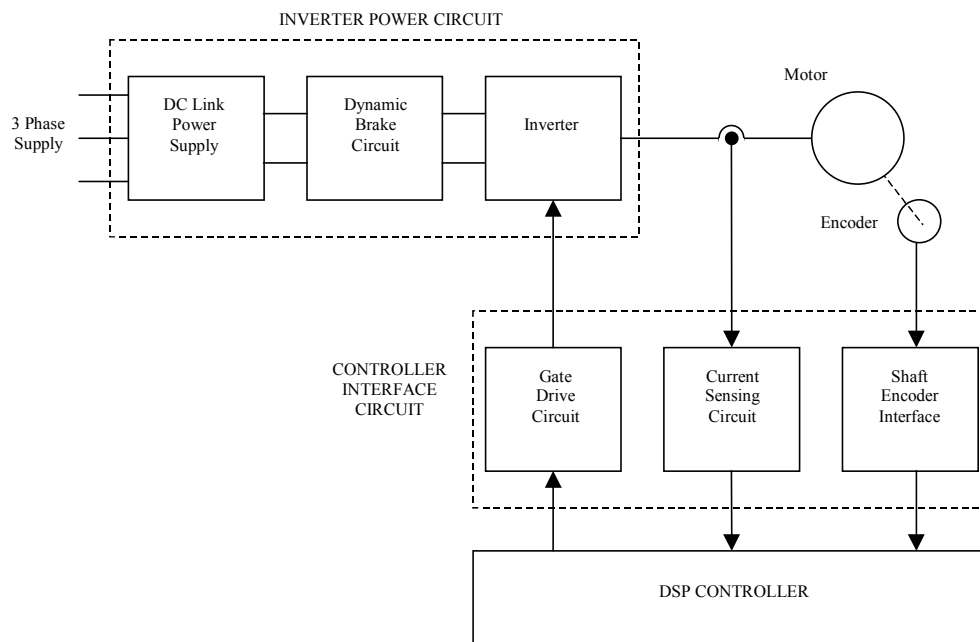 INVERTER POWER CIRCUIT
3 Phase
Supply
DC Link
Power
Supply
Dynamic
Brake
Circuit
Inverter
Motor
Encoder
CONTROLLER
INTERFACE
CIRCUIT
Gate
Drive
Circuit
Current
Sensing
Circuit
Shaft
Encoder
Interface
DSP CONTROLLER